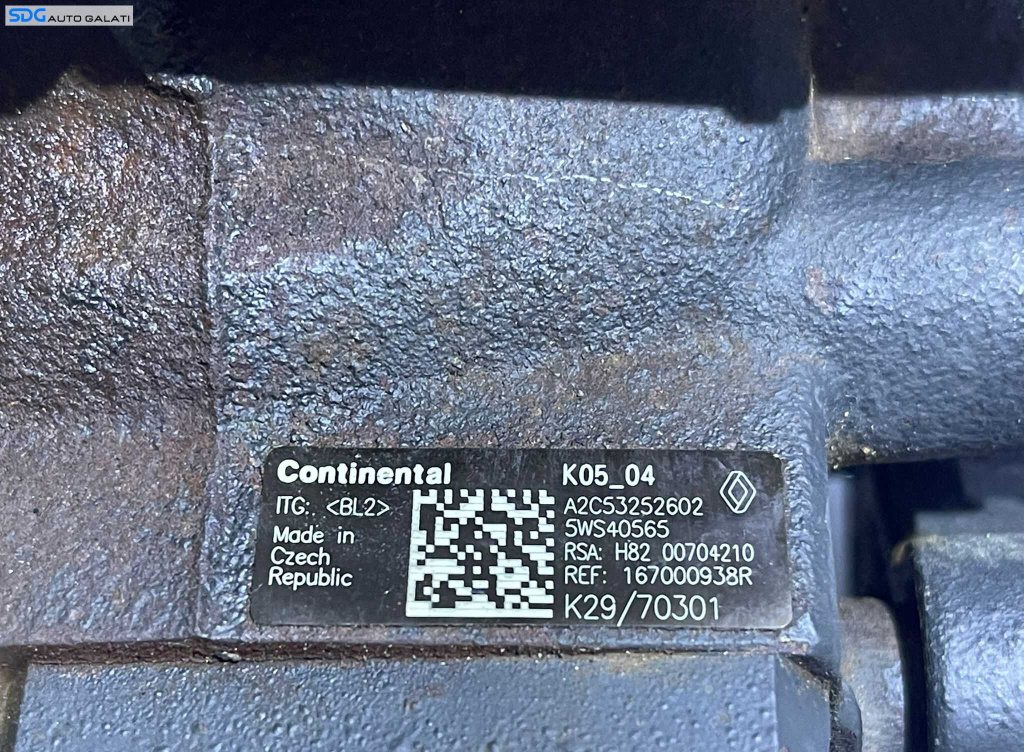 SDG AUTO GALATI
Continental
K05_04
ITG: <BL2>
A2C53252602
5WS40565
Made in
Czech
Republic
RSA: H82 00704210
REF: 167000938R
K29/70301